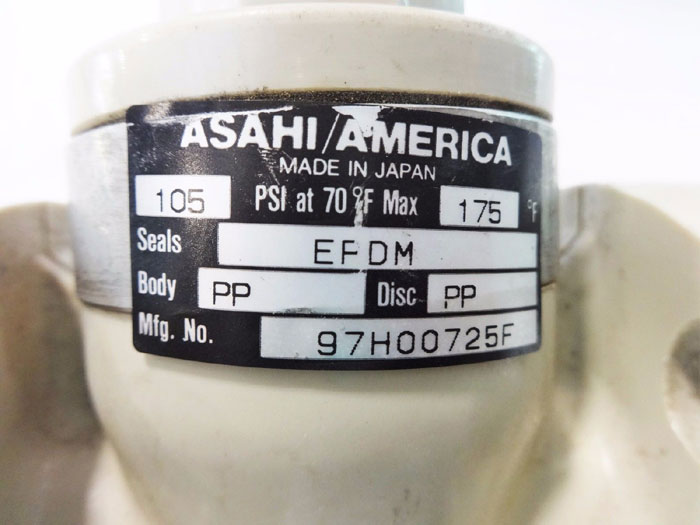 ASAHI/AMERICA
MADE IN JAPAN
105 PSI at 70 °F Max 175 °F
Seals EPDM
Body PP Disc PP
Mfg. No. 97H00725F